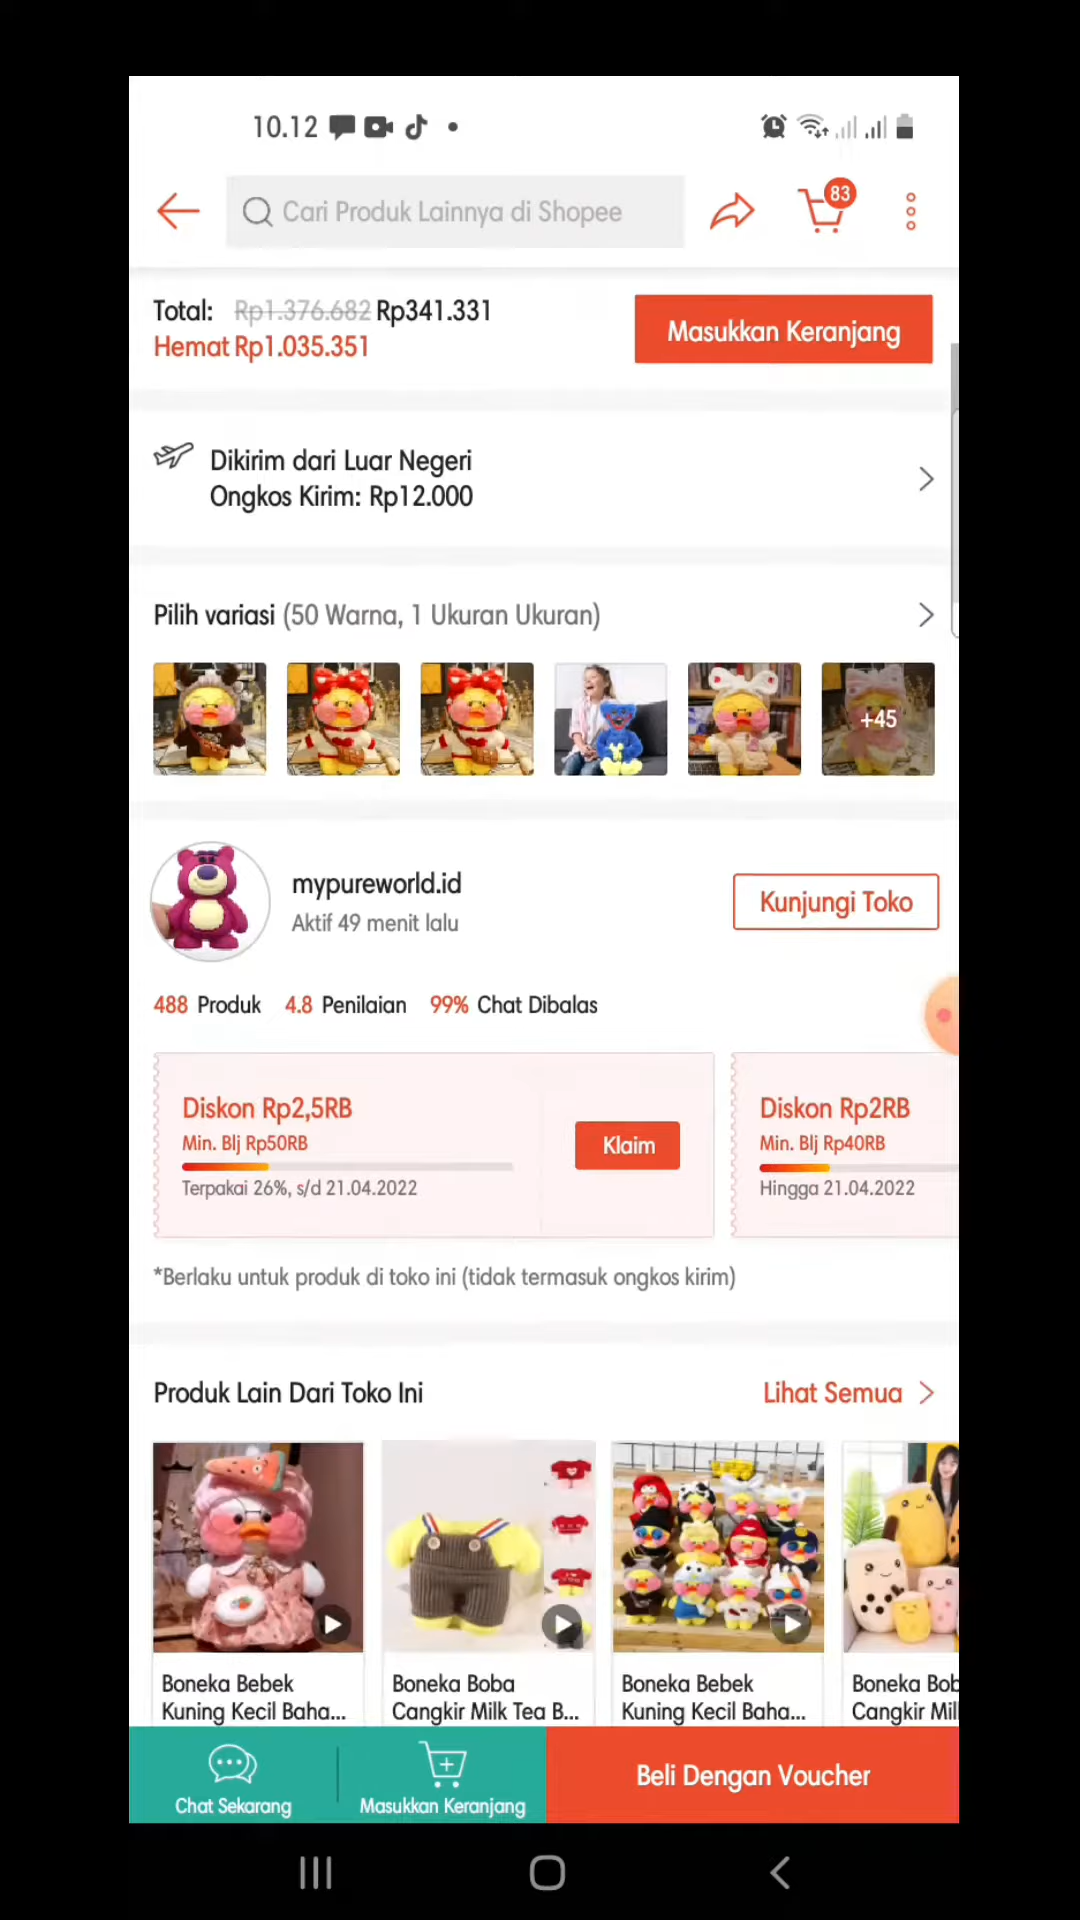 10.12
Cari Produk Lainnya di Shopee
83
Total: Rp1.376.682 Rp341.331
Hemat Rp1.035.351
Masukkan Keranjang
Dikirim dari Luar Negeri
Ongkos Kirim: Rp12.000
Pilih variasi (50 Warna, 1 Ukuran Ukuran)
+45
mypureworld.id
Aktif 49 menit lalu
Kunjungi Toko
488 Produk 4.8 Penilaian 99% Chat Dibalas
Diskon Rp2,5RB
Min. Blj Rp50RB
Terpakai 26%, s/d 21.04.2022
Klaim
Diskon Rp2RB
Min. Blj Rp40RB
Hingga 21.04.2022
*Berlaku untuk produk di toko ini (tidak termasuk ongkos kirim)
Produk Lain Dari Toko Ini
Lihat Semua
Boneka Bebek
Kuning Kecil Baha...
Boneka Boba
Cangkir Milk Tea B...
Boneka Bebek
Kuning Kecil Baha...
Boneka Bob
Cangkir Mil
Chat Sekarang
Masukkan Keranjang
Beli Dengan Voucher